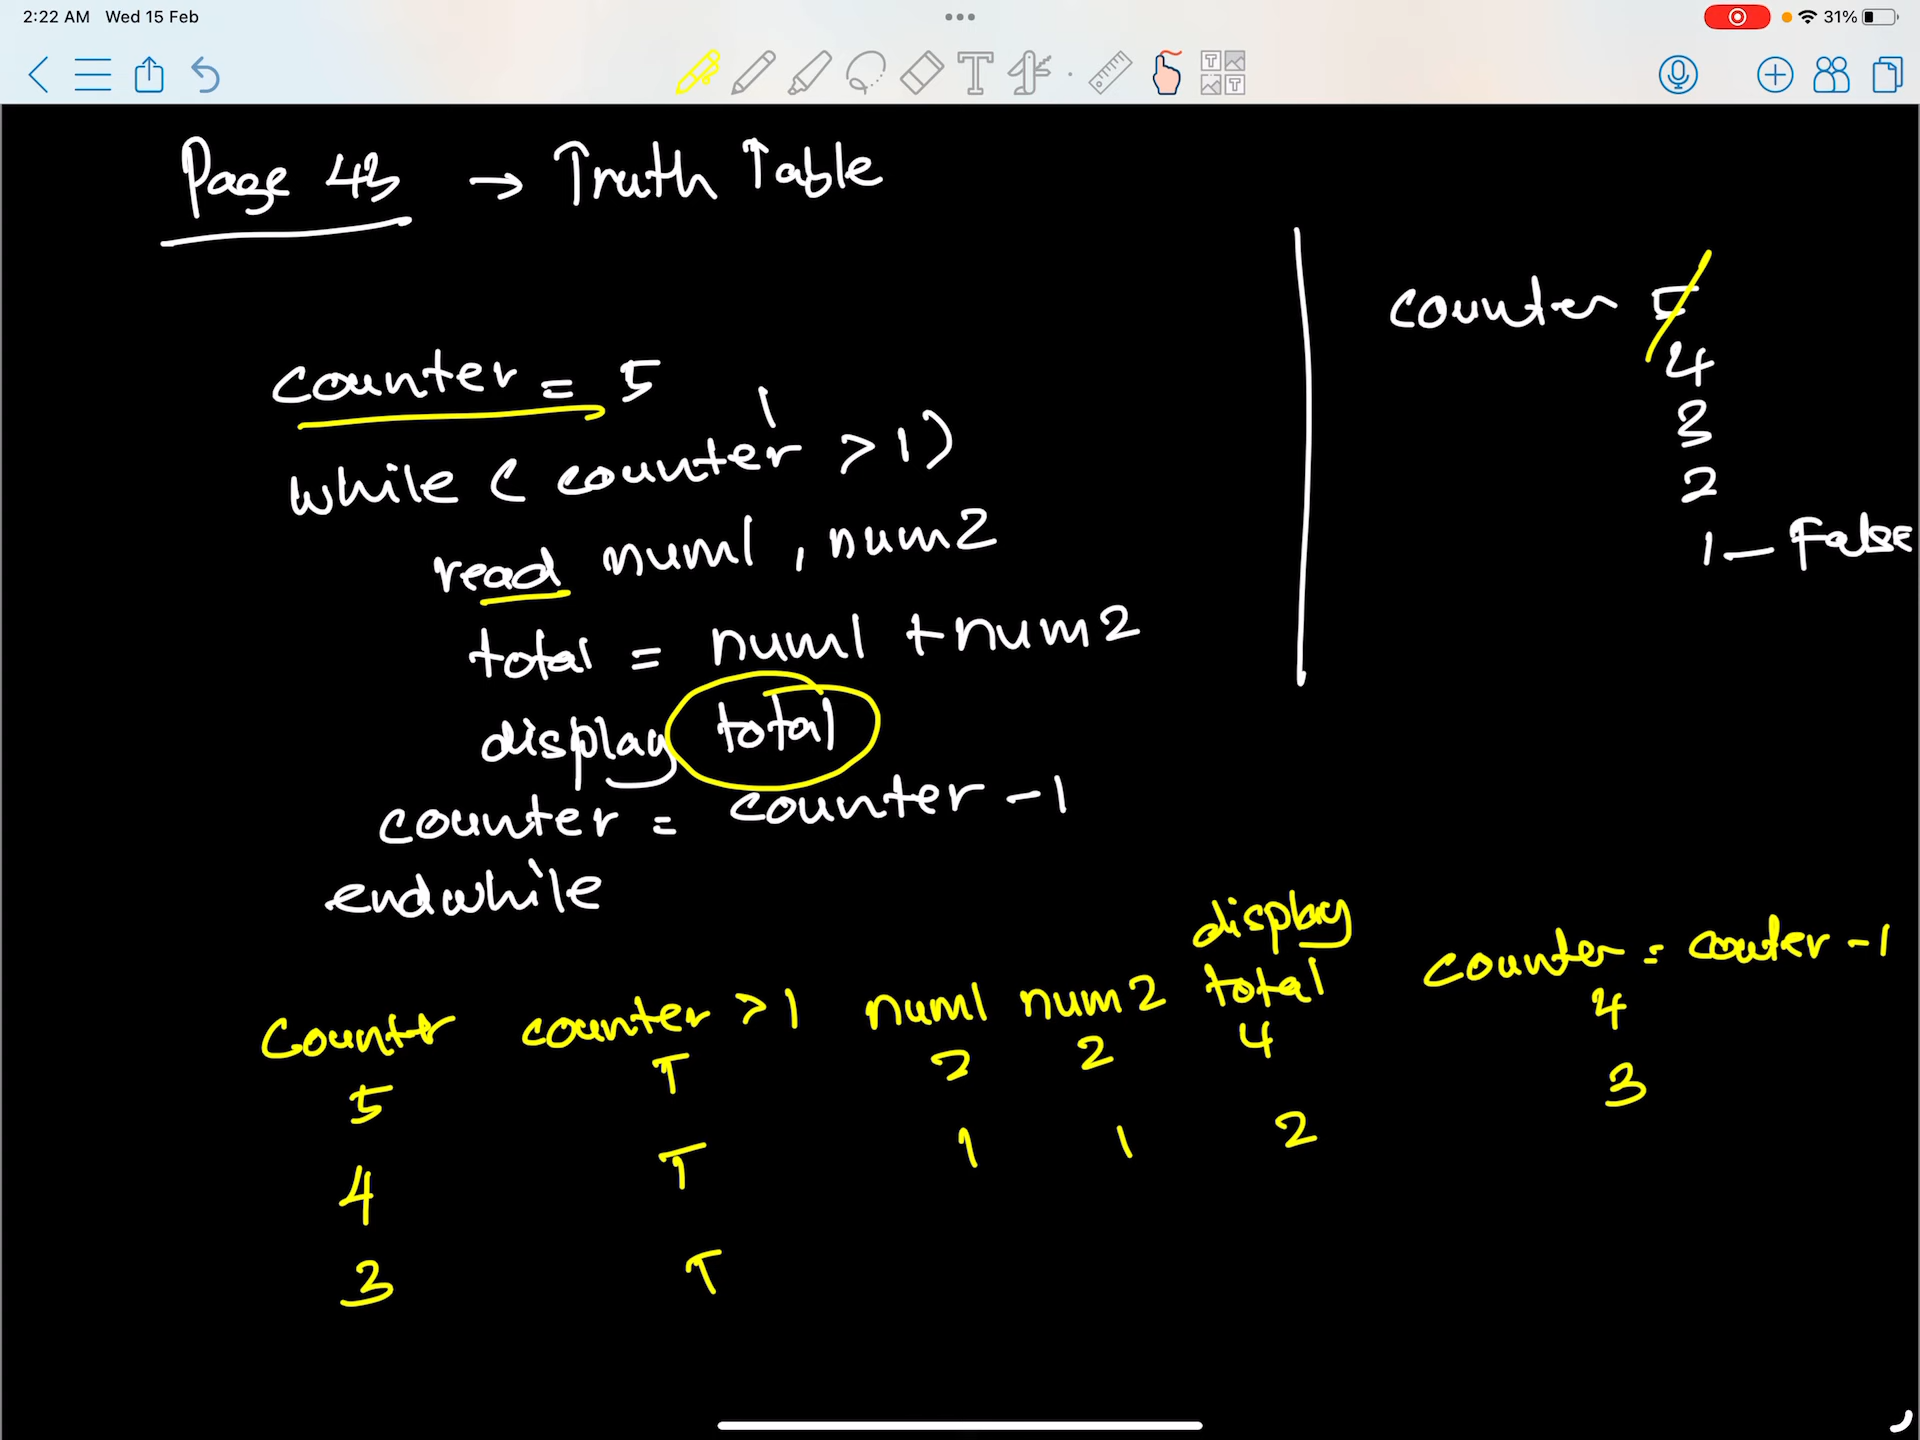 2:22 AM Wed 15 Feb
31%
Page 43 → Truth Table
counter = 5
while ( counter > 1)
read num1 , num2
total = num1 + num2
display total
counter = counter - 1
endwhile
counter 5
4
3
2
1 - False
display
Counter counter > 1 num1 num2 total counter = couter - 1
5 T 2 2 4 4
4 T 1 1 2 3
3 T